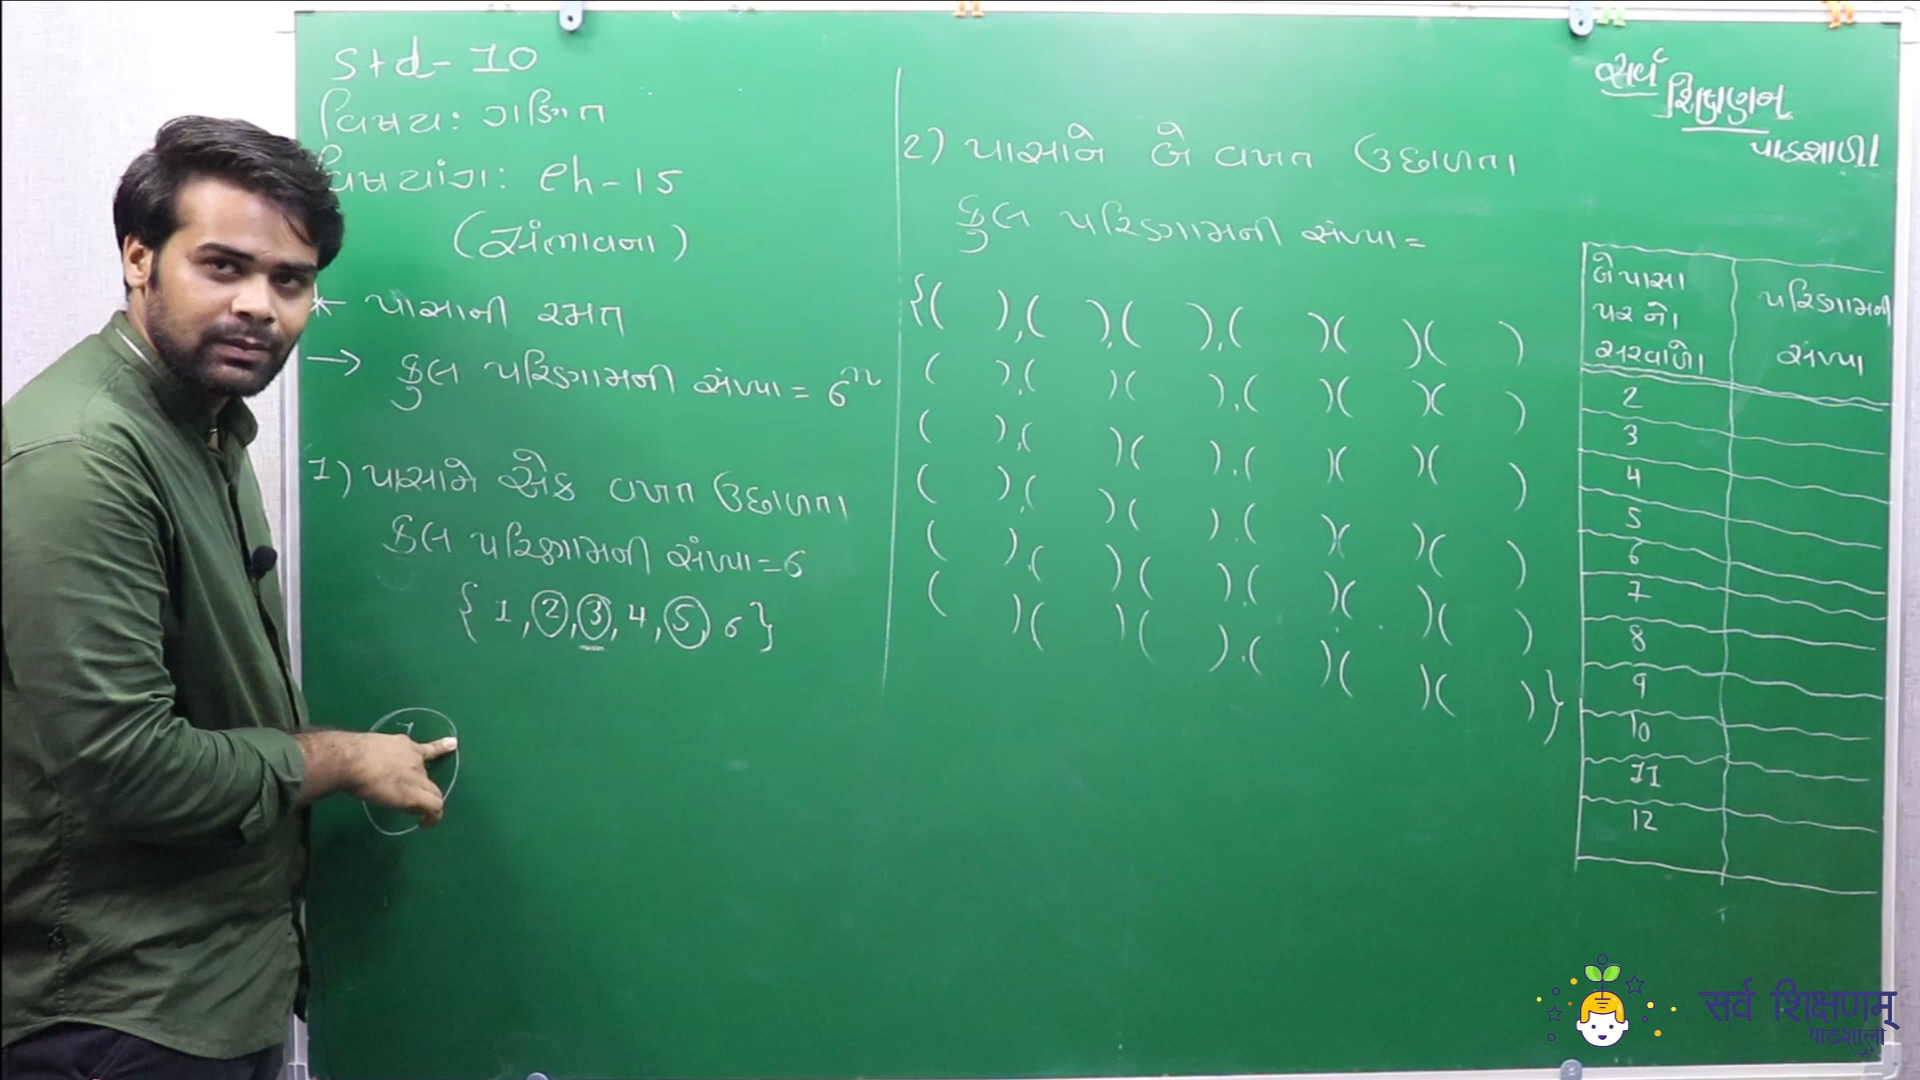 Std- 10
વિષય: ગણિત
વિષયાંગ: ch-15
(સંભાવના)
* પાસાની રમત
→ કુલ પરિણામની સંખ્યા = 6ⁿ
1) પાસાને એક વખત ઉછાળતા
કુલ પરિણામની સંખ્યા = 6
{ 1, 2, 3, 4, 5, 6 }
2) પાસાને બે વખત ઉછાળતા
કુલ પરિણામની સંખ્યા =
{( ),( ),( ),( ),( )( )( )
( ),( )( ),( )( )( )
( ),( )( ),( )( )( )
( ),( )( ),( )( )( )
( ),( )( ),( )( )( )
( )( )( ),( )( )( )}
સર્વ
શિક્ષણમ
પાઠશાળા
બે પાસા
પર નો
સરવાળો
પરિણામની
સંખ્યા
2
3
4
5
6
7
8
9
10
11
12
सर्व शिक्षणम्
पाठशाला